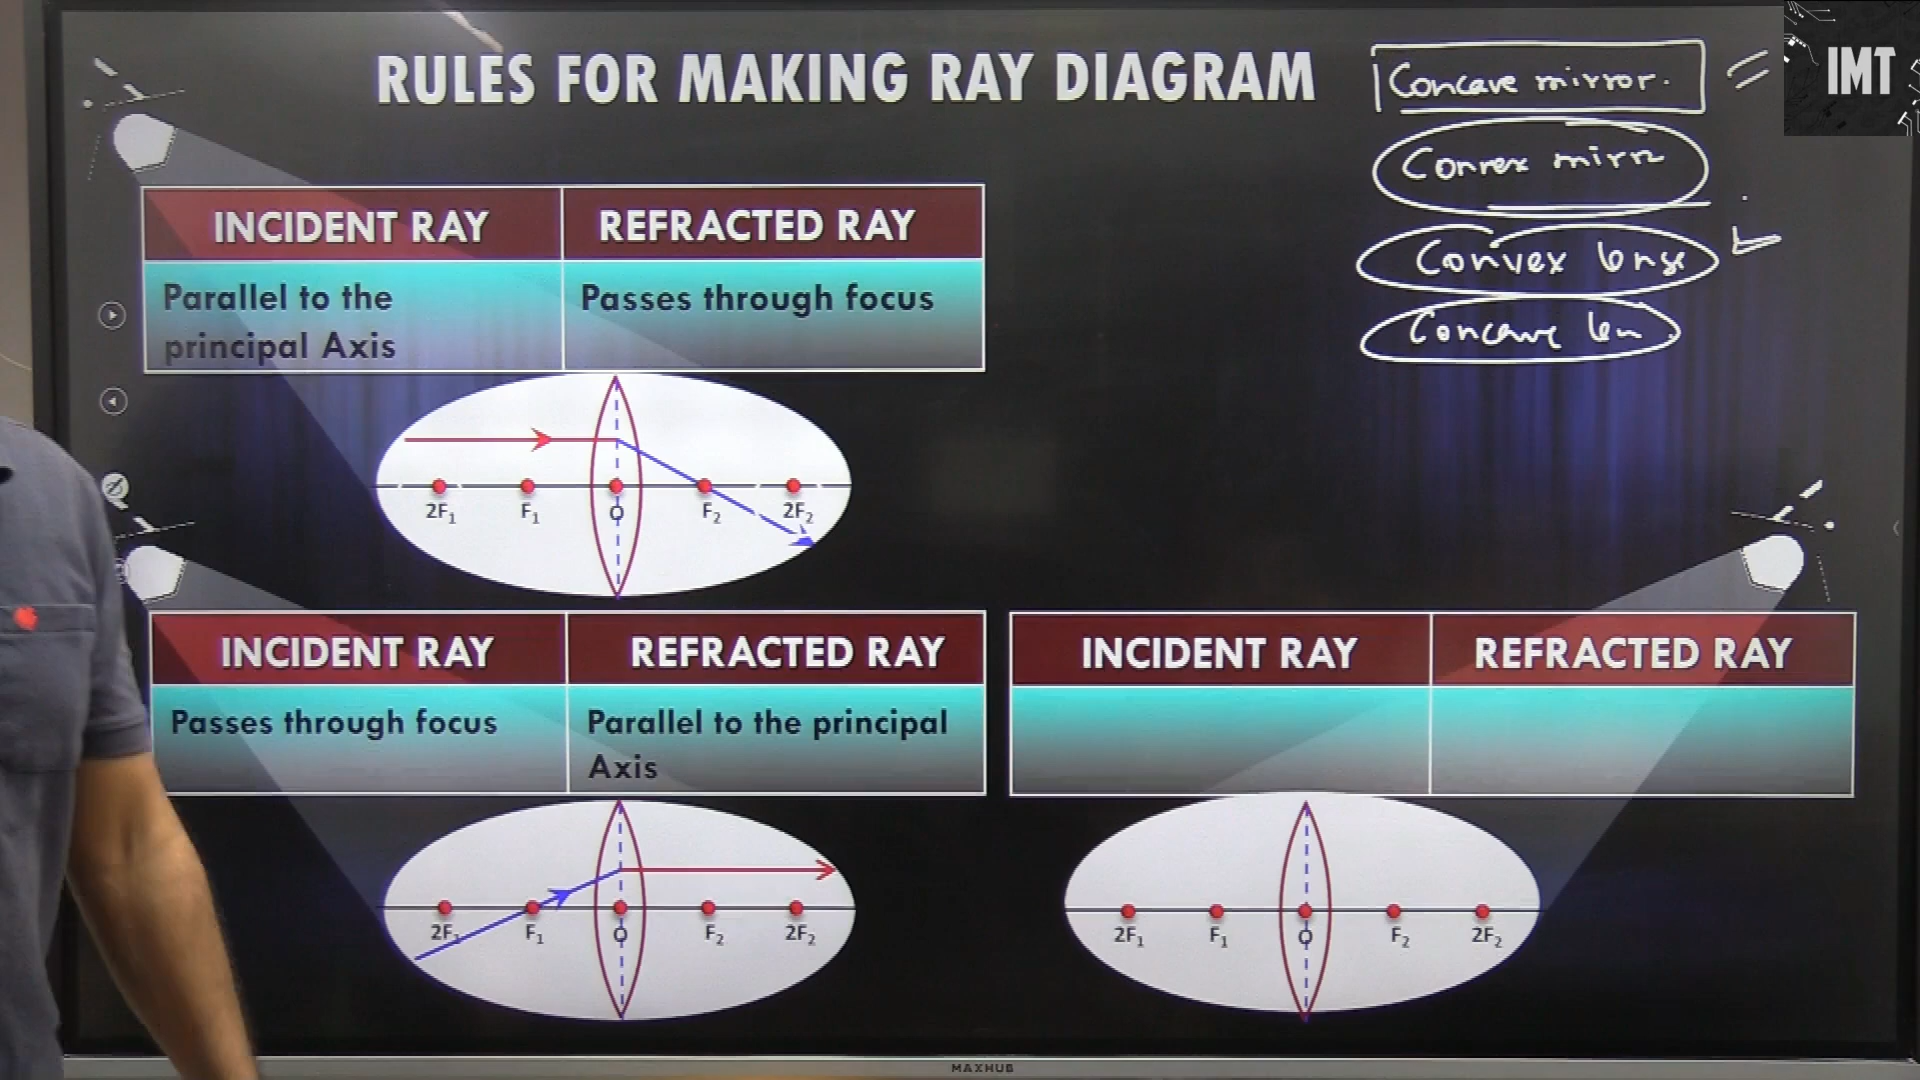 RULES FOR MAKING RAY DIAGRAM
Concave mirror.
IMT
Convex mirr
Convex lense
Concave len
INCIDENT RAY REFRACTED RAY
Parallel to the Passes through focus
principal Axis
2F₁ F₁ O F₂ 2F₂
INCIDENT RAY REFRACTED RAY
Passes through focus Parallel to the principal
Axis
2F₁ F₁ O F₂ 2F₂
INCIDENT RAY REFRACTED RAY
2F₁ F₁ O F₂ 2F₂
MAXHUB